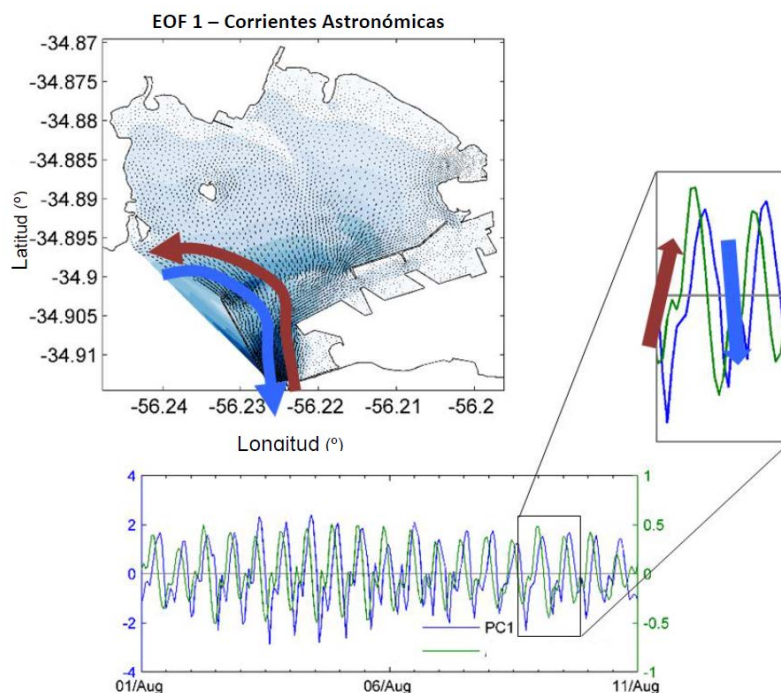 EOF 1 – Corrientes Astronómicas
-34.87
-34.875
-34.88
-34.885
-34.89
-34.895
-34.9
-34.905
-34.91
Latitud (º)
-56.24 -56.23 -56.22 -56.21 -56.2
Longitud (º)
4 1
2 0.5
0 0
-2 -0.5
-4 -1
PC1
01/Aug 06/Aug 11/Aug